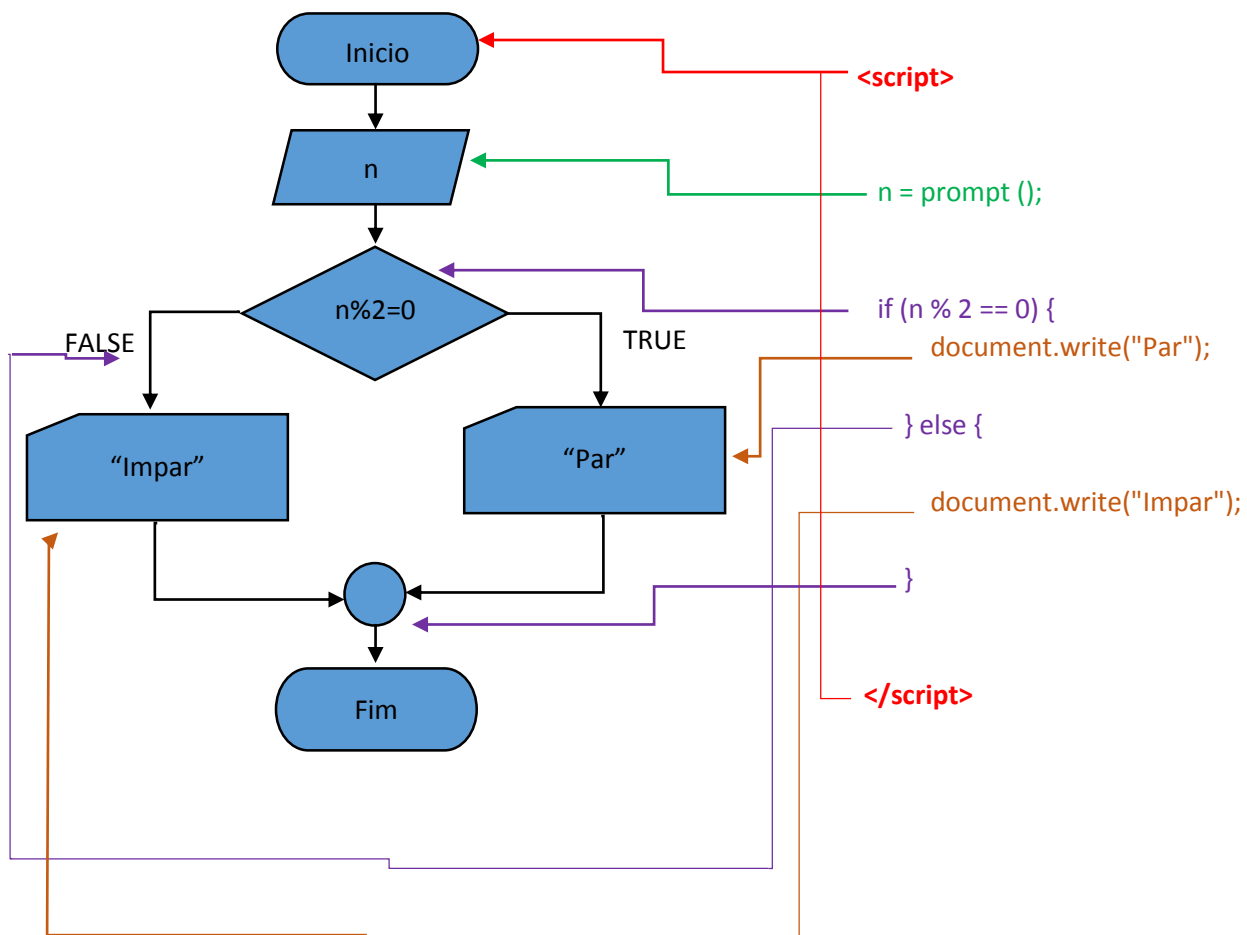 Inicio
<script>
n
n = prompt ();
n%2=0
if (n % 2 == 0) {
FALSE
TRUE
document.write("Par");
} else {
“Impar”
“Par”
document.write("Impar");
}
</script>
Fim